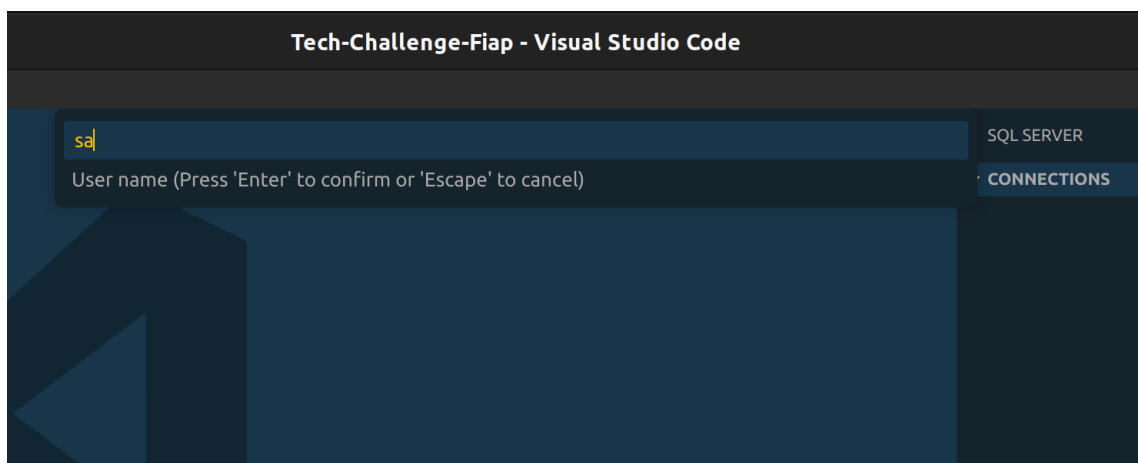 Tech-Challenge-Fiap - Visual Studio Code
sa
User name (Press 'Enter' to confirm or 'Escape' to cancel)
SQL SERVER
CONNECTIONS